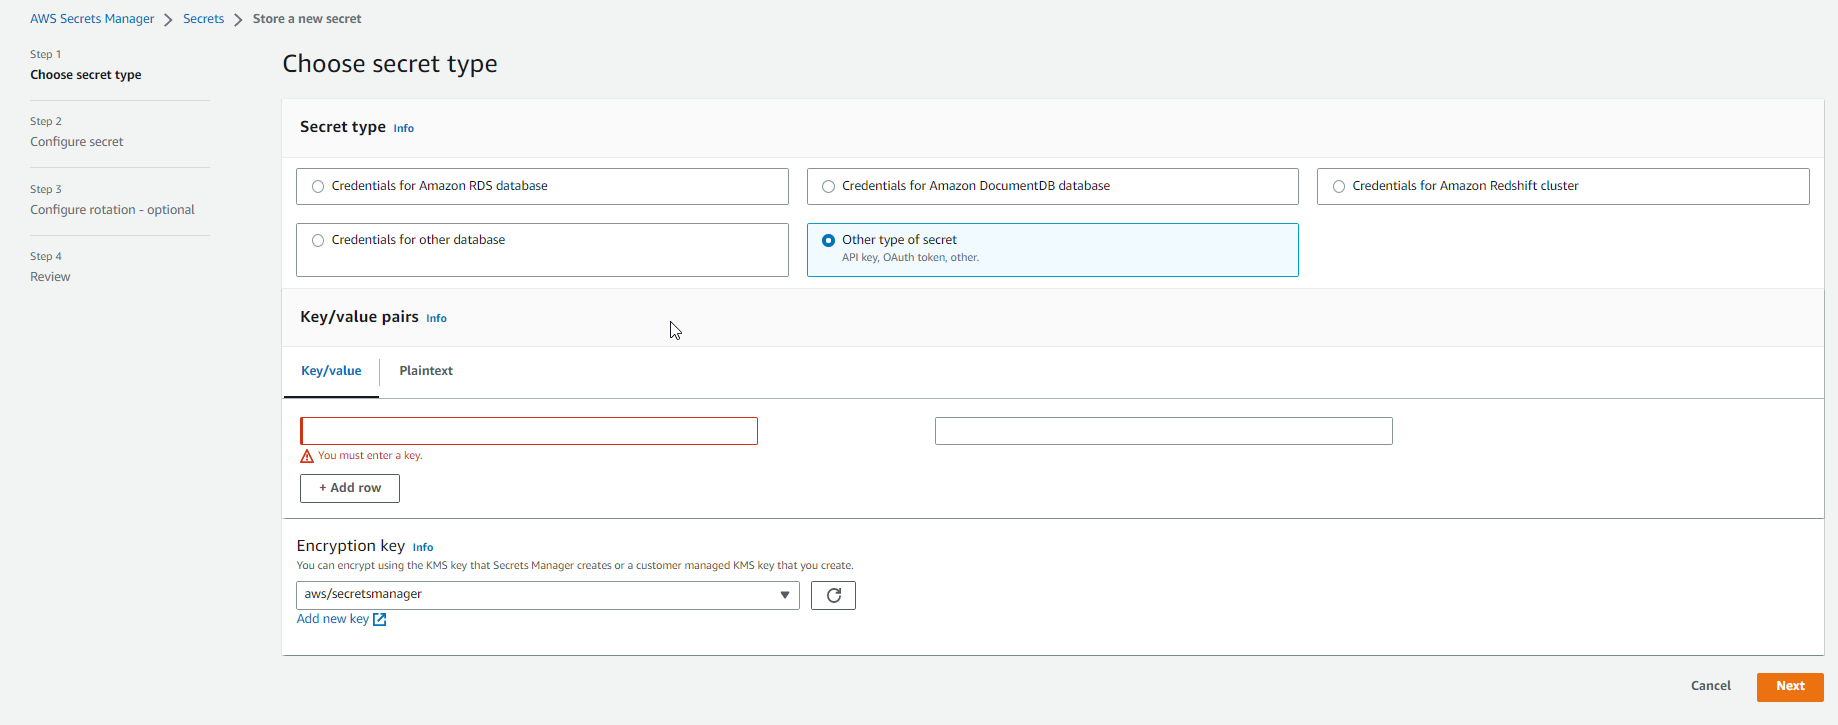 AWS Secrets Manager > Secrets > Store a new secret
Step 1
Choose secret type
Step 2
Configure secret
Step 3
Configure rotation - optional
Step 4
Review
Choose secret type
Secret type Info
Credentials for Amazon RDS database
Credentials for Amazon DocumentDB database
Credentials for Amazon Redshift cluster
Credentials for other database
Other type of secret
API key, OAuth token, other.
Key/value pairs Info
Key/value Plaintext
You must enter a key.
+ Add row
Encryption key Info
You can encrypt using the KMS key that Secrets Manager creates or a customer managed KMS key that you create.
aws/secretsmanager
Add new key
Cancel Next